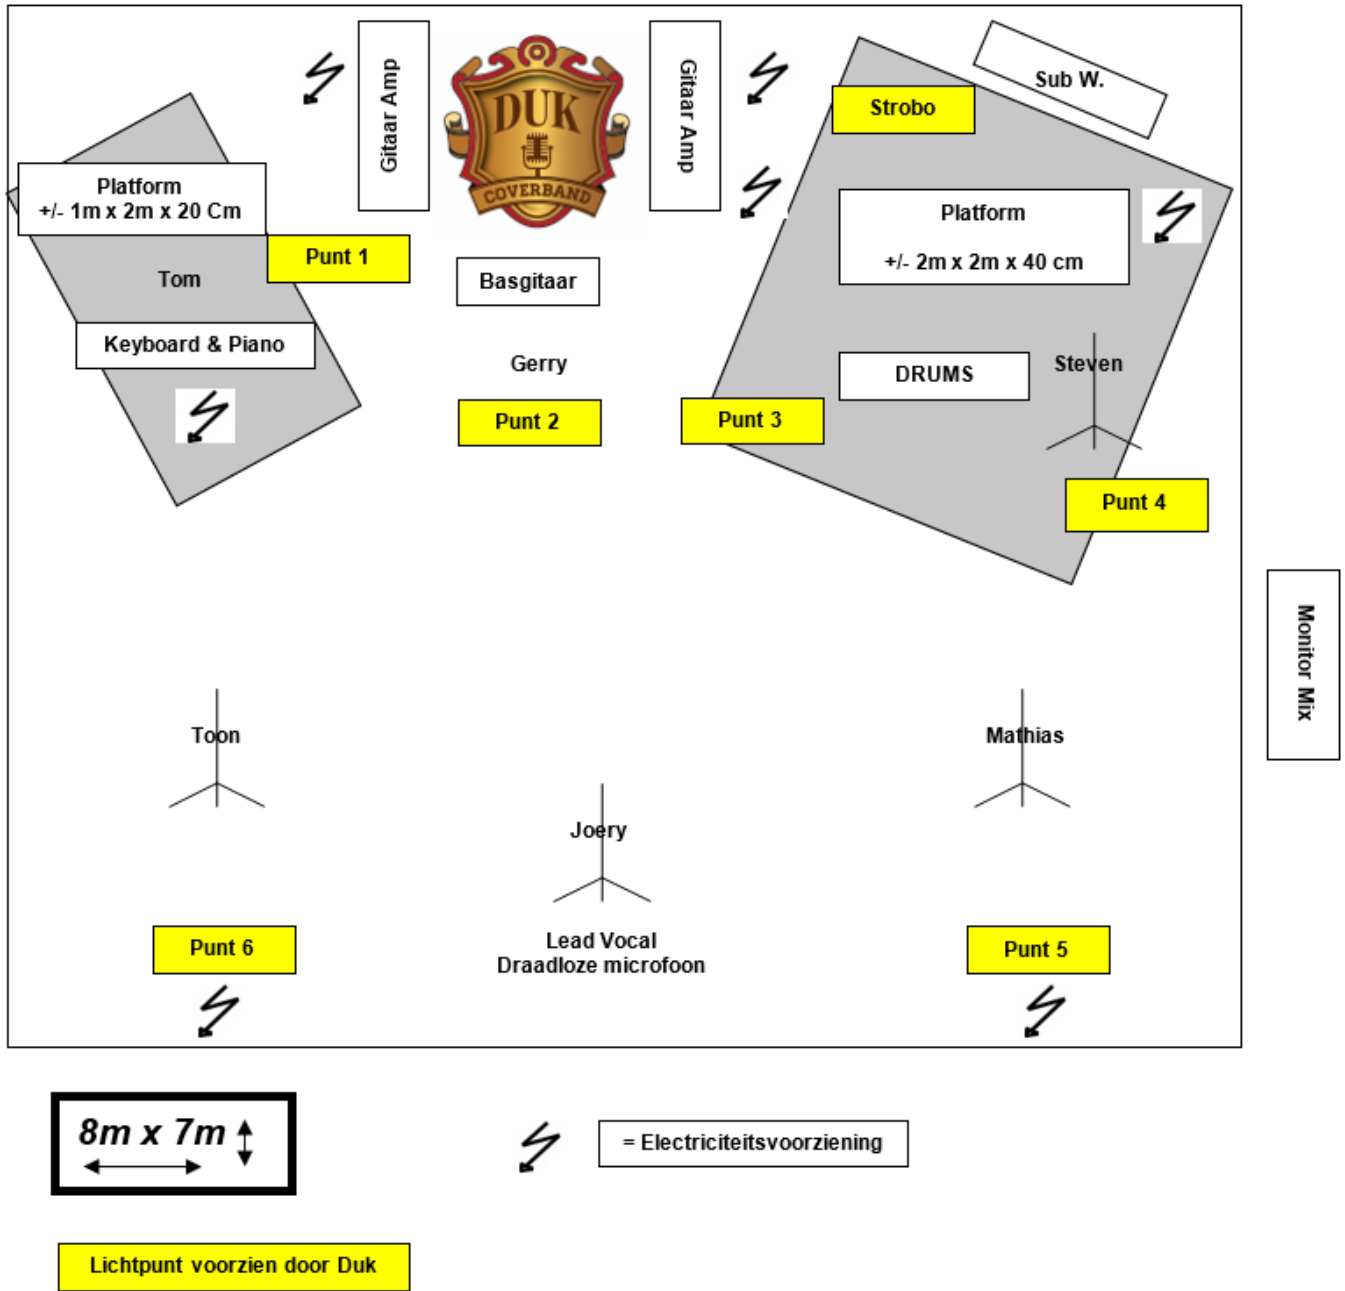 Gitaar Amp
DUK
COVERBAND
Gitaar Amp
Sub W.
Strobo
Platform
+/- 1m x 2m x 20 Cm
Punt 1
Tom
Keyboard & Piano
Basgitaar
Gerry
Punt 2
Platform
+/- 2m x 2m x 40 cm
DRUMS
Steven
Punt 3
Punt 4
Monitor Mix
Toon
Mathias
Joery
Lead Vocal
Draadloze microfoon
Punt 6
Punt 5
8m x 7m
= Electriciteitsvoorziening
Lichtpunt voorzien door Duk